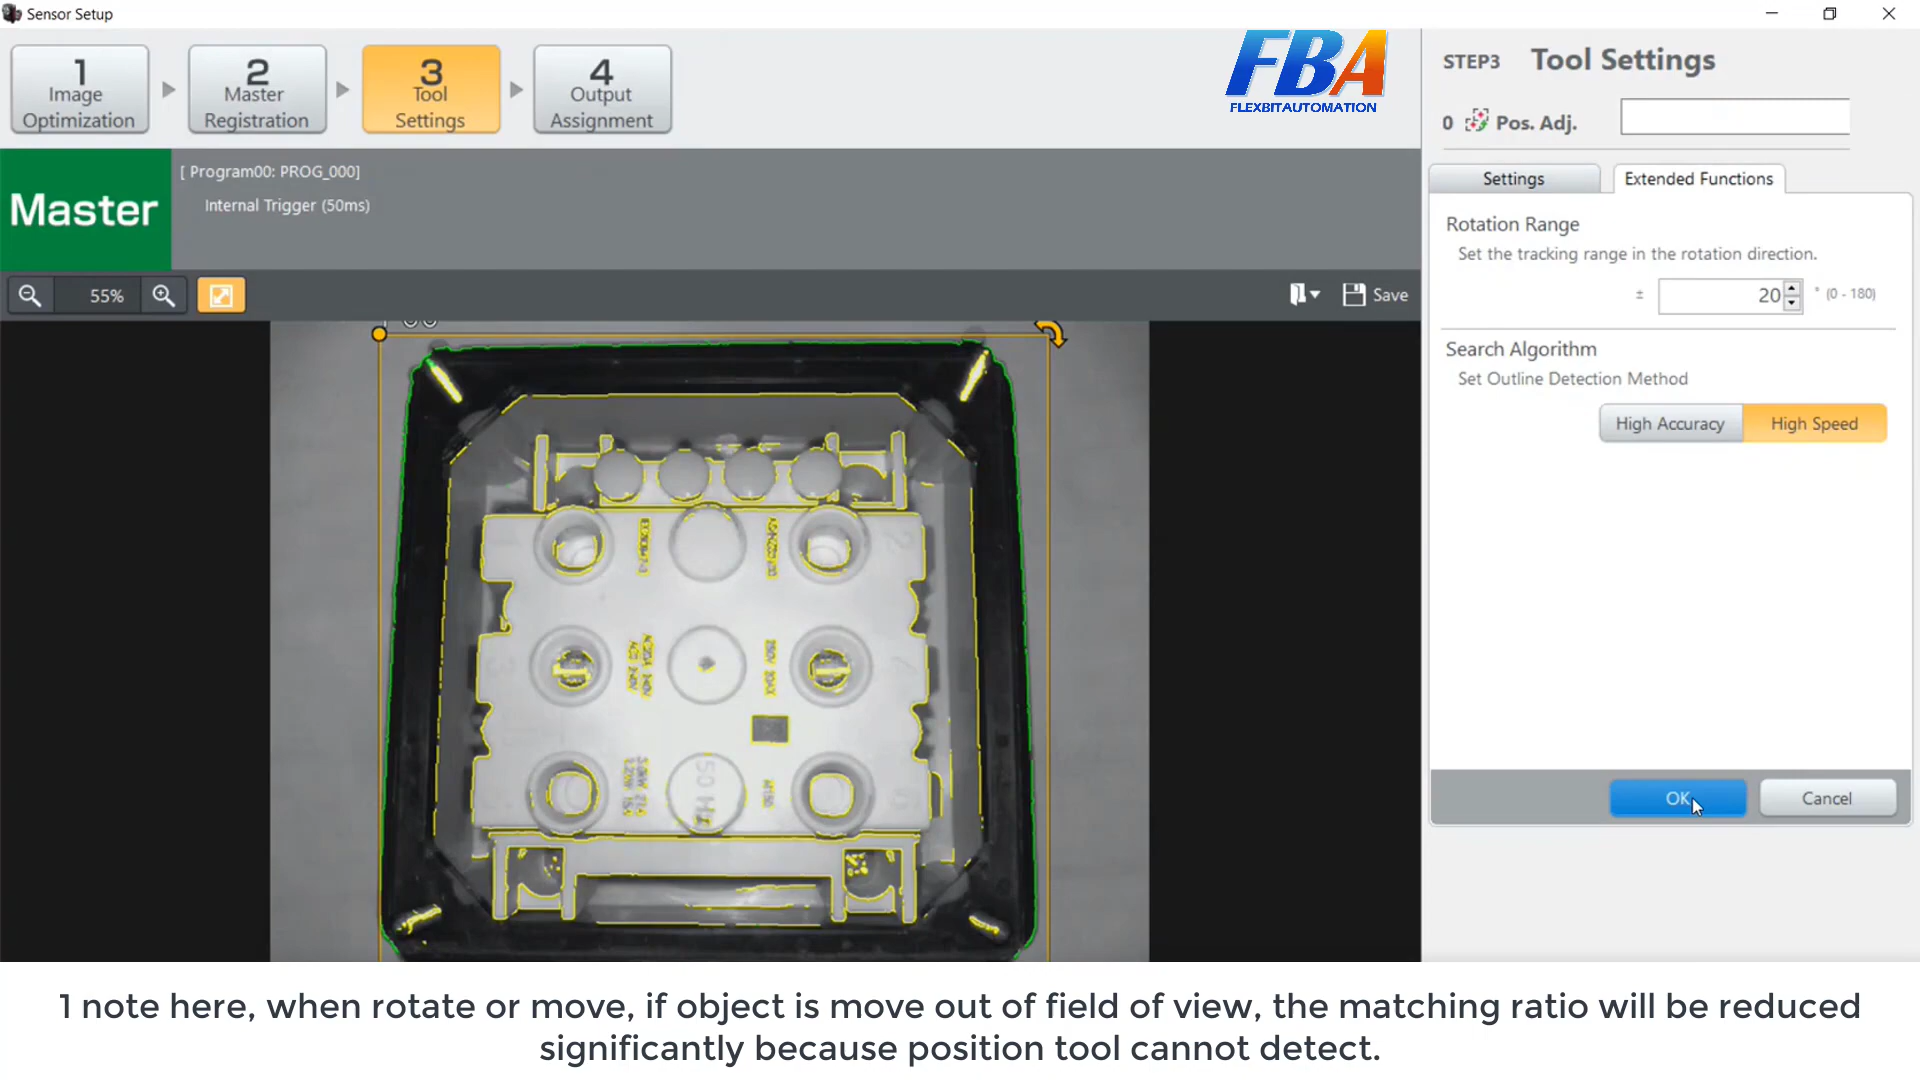 Sensor Setup
1
Image
Optimization
2
Master
Registration
3
Tool
Settings
4
Output
Assignment
FBA
FLEXBITAUTOMATION
STEP3 Tool Settings
0 Pos. Adj.
Master
[ Program00: PROG_000]
Internal Trigger (50ms)
55%
Save
Settings
Extended Functions
Rotation Range
Set the tracking range in the rotation direction.
± 20 ° (0 - 180)
Search Algorithm
Set Outline Detection Method
High Accuracy
High Speed
250V 20AX
50 Hz
OK
Cancel
1 note here, when rotate or move, if object is move out of field of view, the matching ratio will be reduced
significantly because position tool cannot detect.